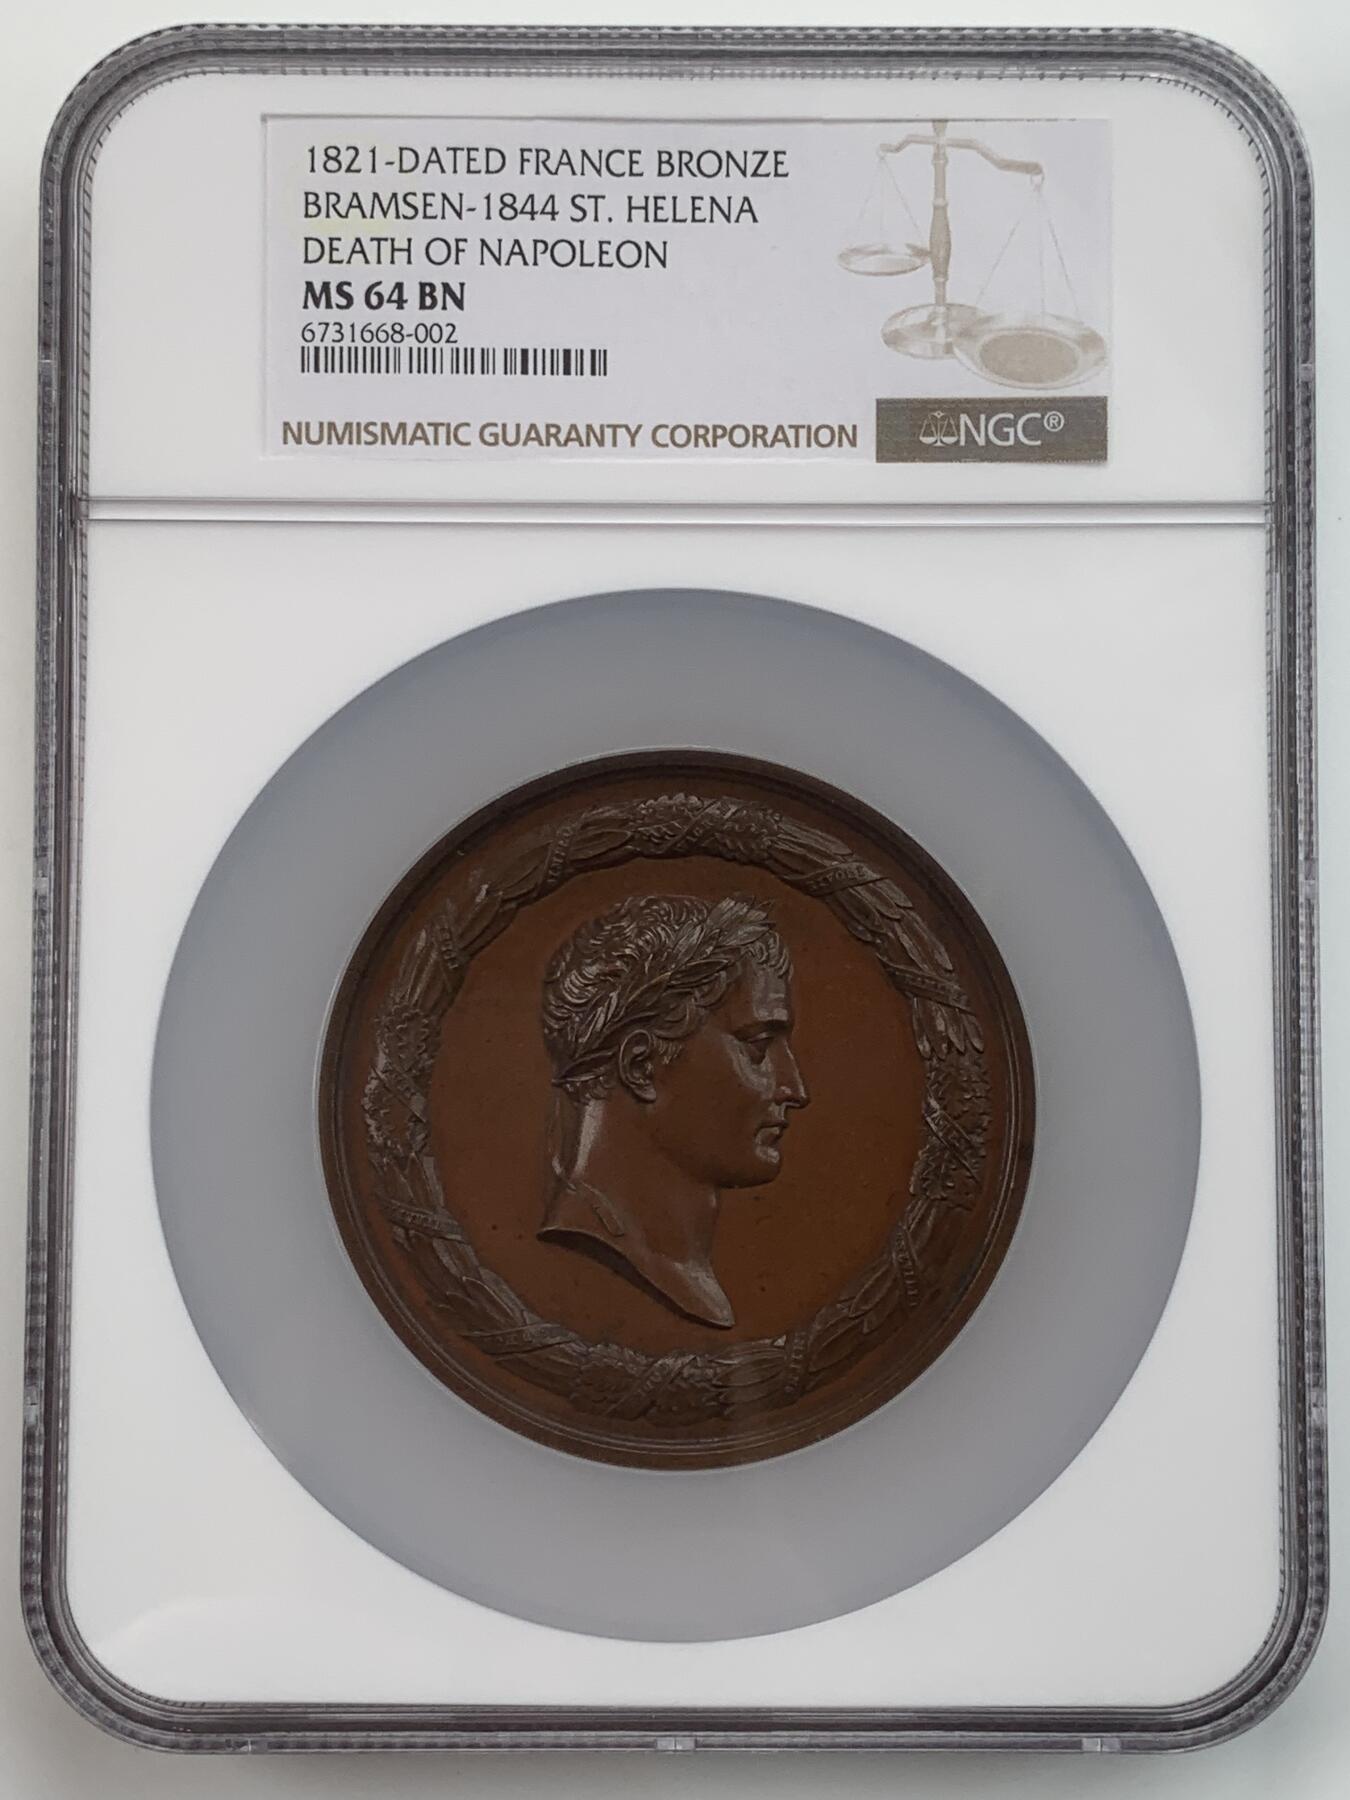 1821-DATED FRANCE BRONZE
BRAMSEN-1844 ST. HELENA
DEATH OF NAPOLEON
MS 64 BN
6731668-002
NUMISMATIC GUARANTY CORPORATION
NGC®